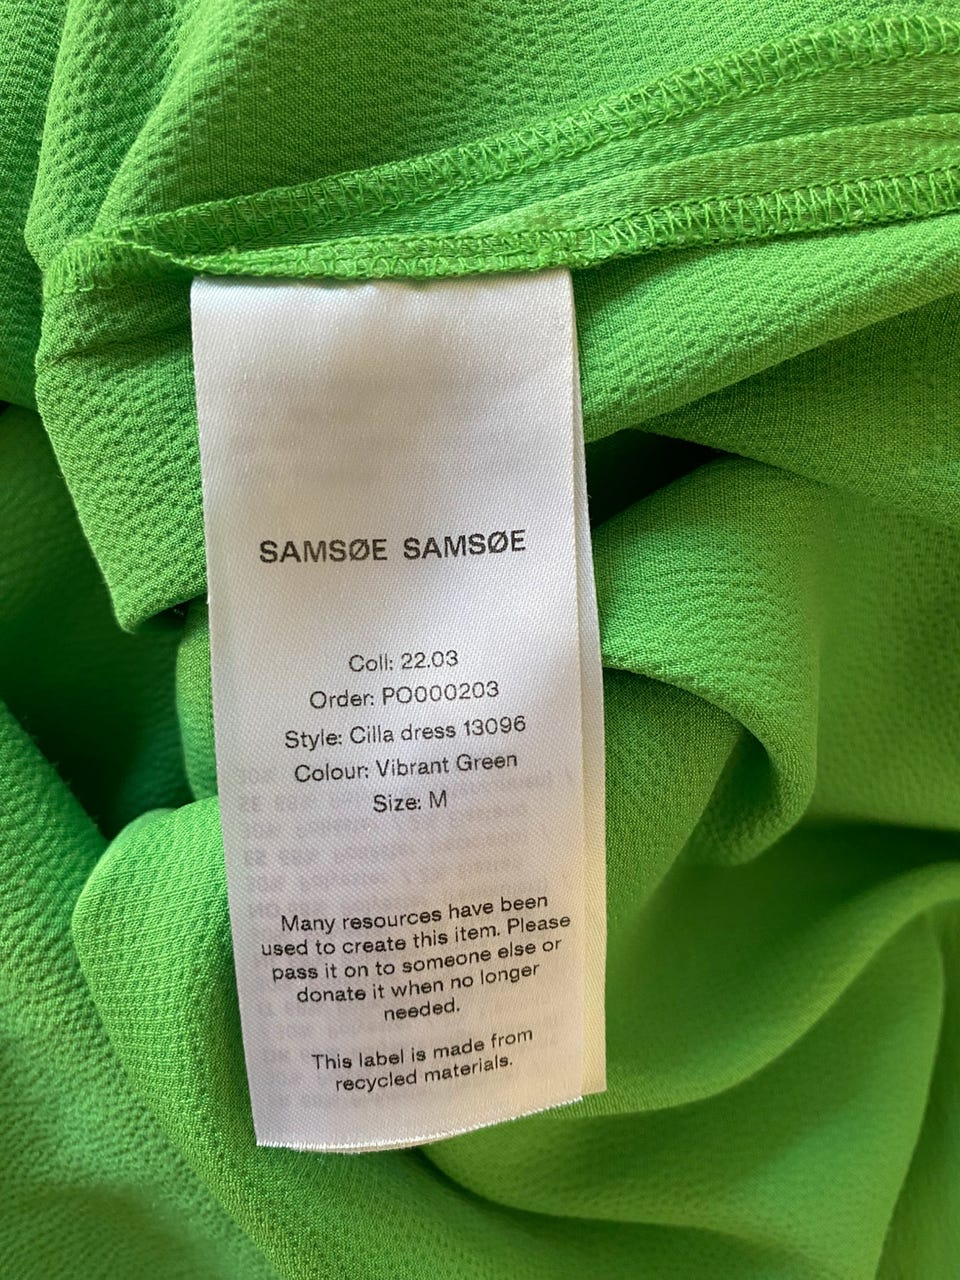 SAMSØE SAMSØE
Coll: 22.03
Order: PO000203
Style: Cilla dress 13096
Colour: Vibrant Green
Size: M
Many resources have been
used to create this item. Please
pass it on to someone else or
donate it when no longer
needed.
This label is made from
recycled materials.